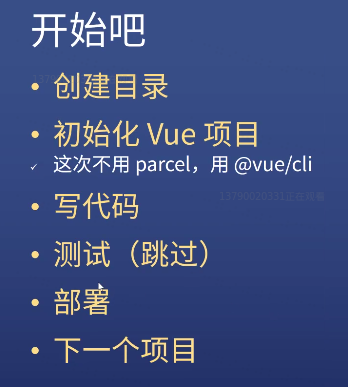 开始吧
• 创建目录
• 初始化 Vue 项目
✓ 这次不用 parcel，用 @vue/cli
13790020331正在观看
• 写代码
• 测试（跳过）
• 部署
• 下一个项目